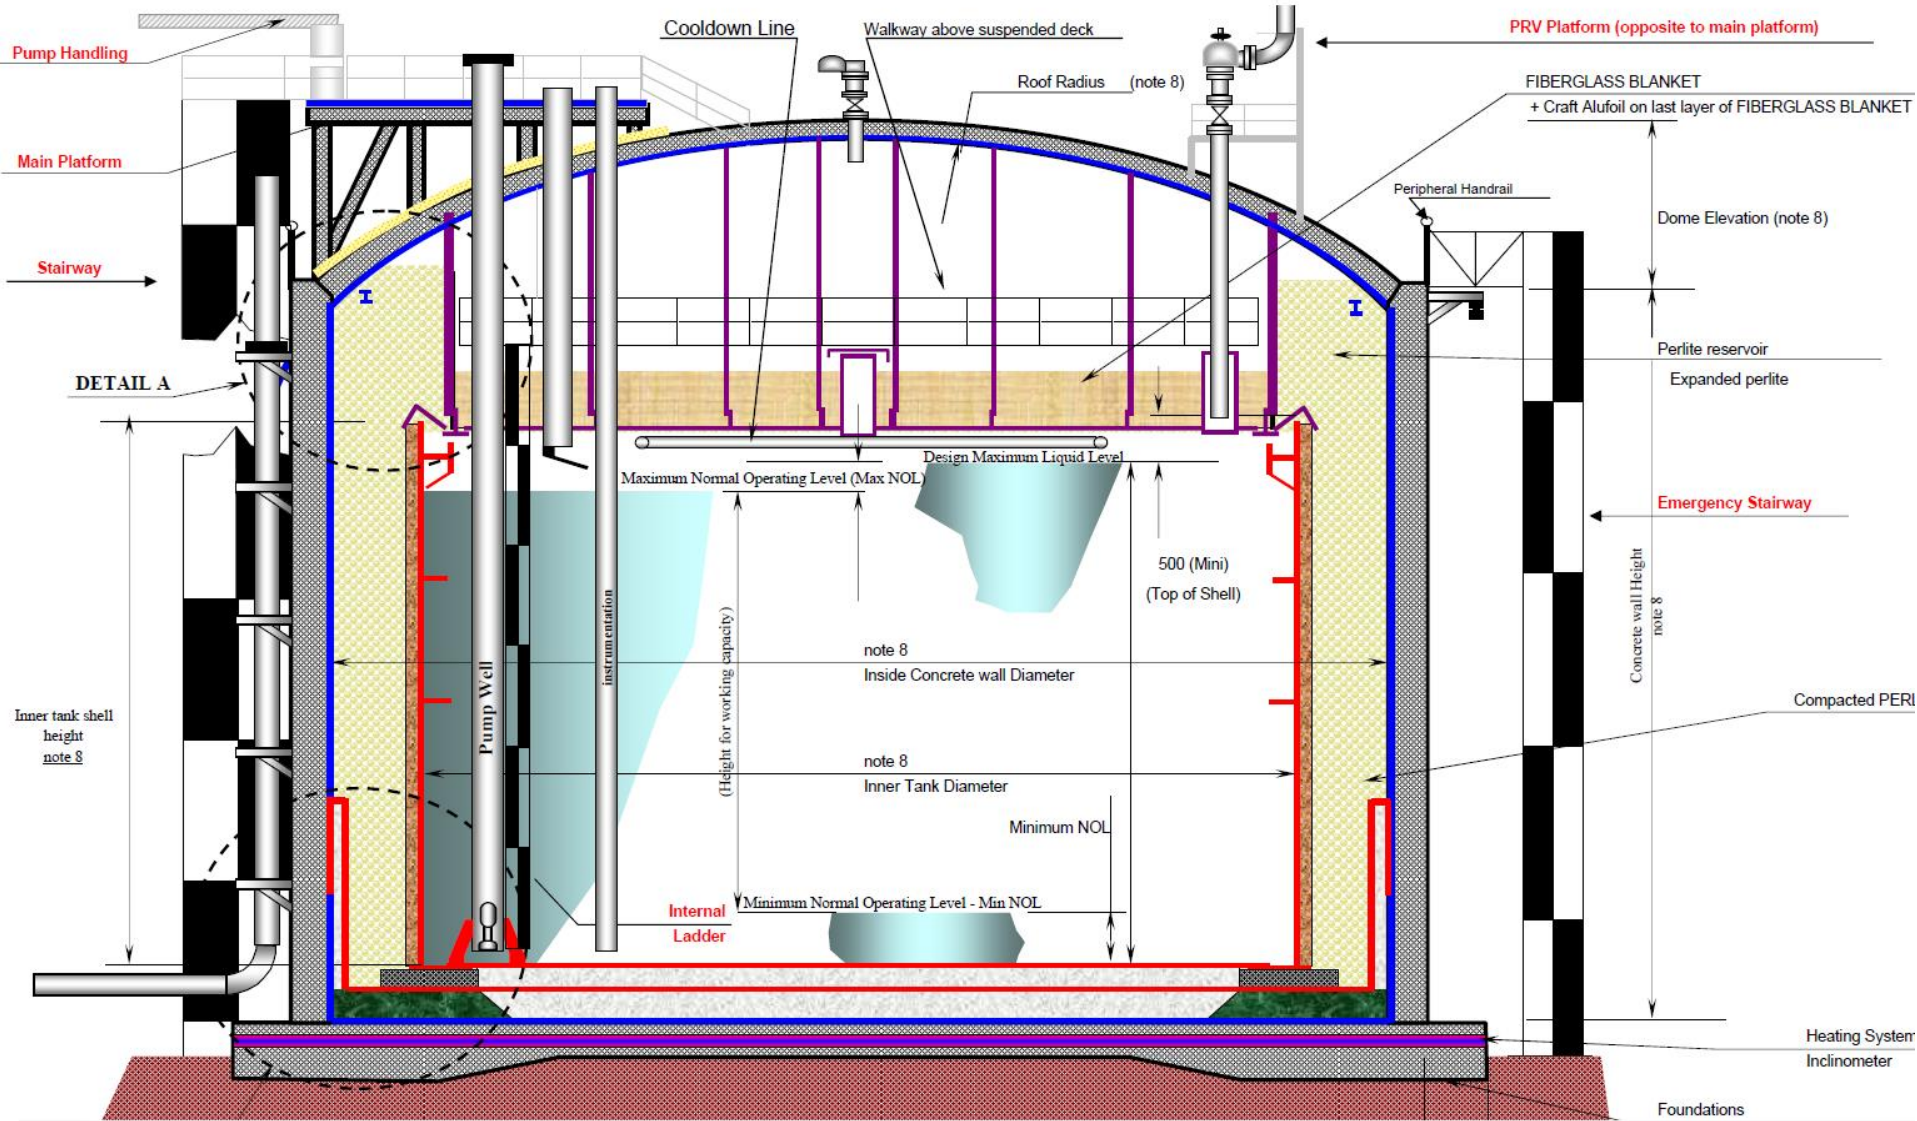 Cooldown Line
Walkway above suspended deck
PRV Platform (opposite to main platform)
Pump Handling
Roof Radius (note 8)
FIBERGLASS BLANKET
+ Craft Alufoil on last layer of FIBERGLASS BLANKET
Main Platform
Peripheral Handrail
Dome Elevation (note 8)
Stairway
Perlite reservoir
Expanded perlite
DETAIL A
Design Maximum Liquid Level
Maximum Normal Operating Level (Max NOL)
Emergency Stairway
500 (Mini)
(Top of Shell)
Concrete wall Height
note 8
instrumentation
(Height for working capacity)
note 8
Inside Concrete wall Diameter
Pump Well
Compacted PERL
Inner tank shell
height
note 8
note 8
Inner Tank Diameter
Minimum NOL
Minimum Normal Operating Level - Min NOL
Internal
Ladder
Heating System
Inclinometer
Foundations